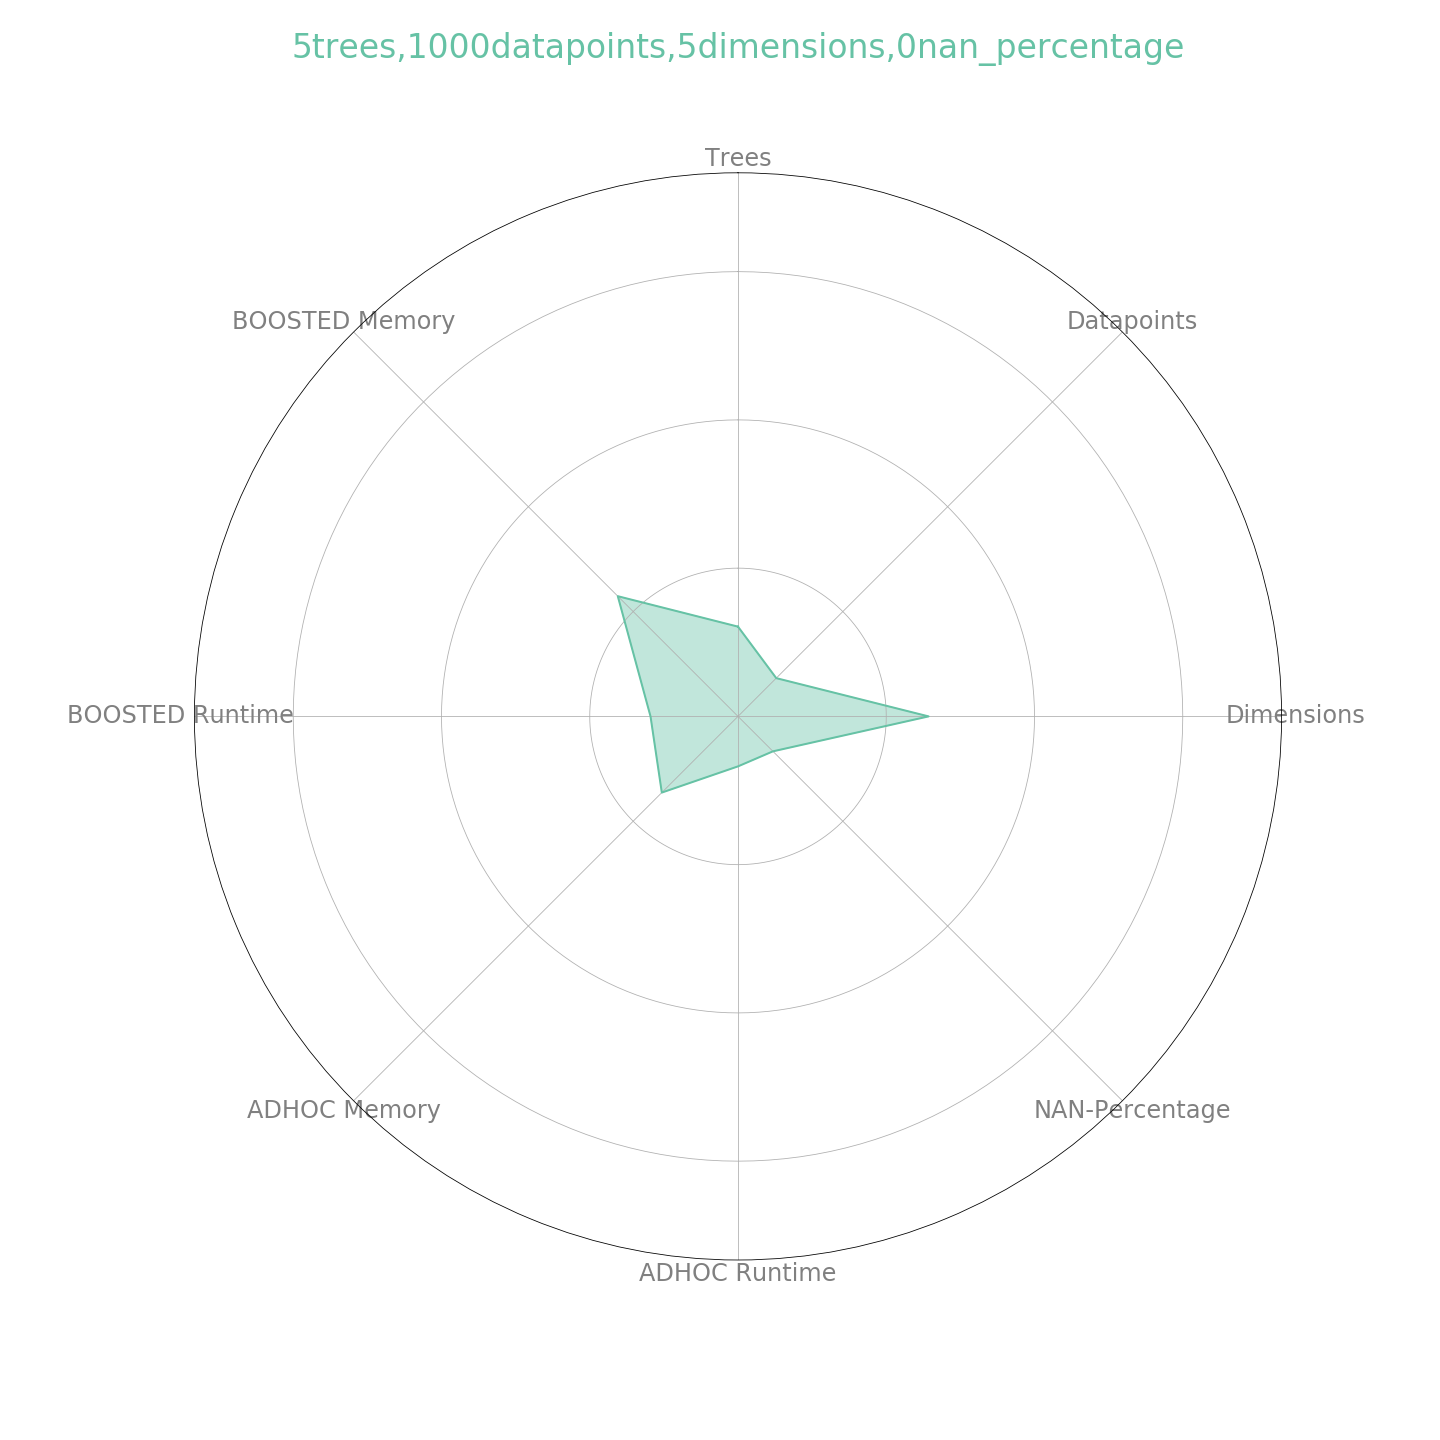 5trees,1000datapoints,5dimensions,0nan_percentage
Trees
BOOSTED Memory
Datapoints
BOOSTED Runtime
Dimensions
ADHOC Memory
NAN-Percentage
ADHOC Runtime